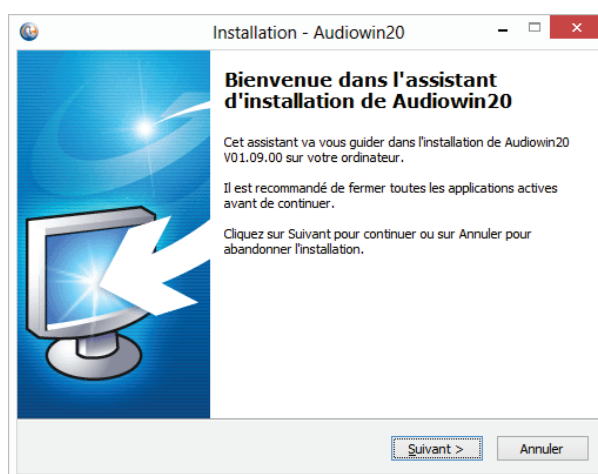 Installation - Audiowin20
Bienvenue dans l'assistant
d'installation de Audiowin20
Cet assistant va vous guider dans l'installation de Audiowin20
V01.09.00 sur votre ordinateur.
Il est recommandé de fermer toutes les applications actives
avant de continuer.
Cliquez sur Suivant pour continuer ou sur Annuler pour
abandonner l'installation.
Suivant >
Annuler